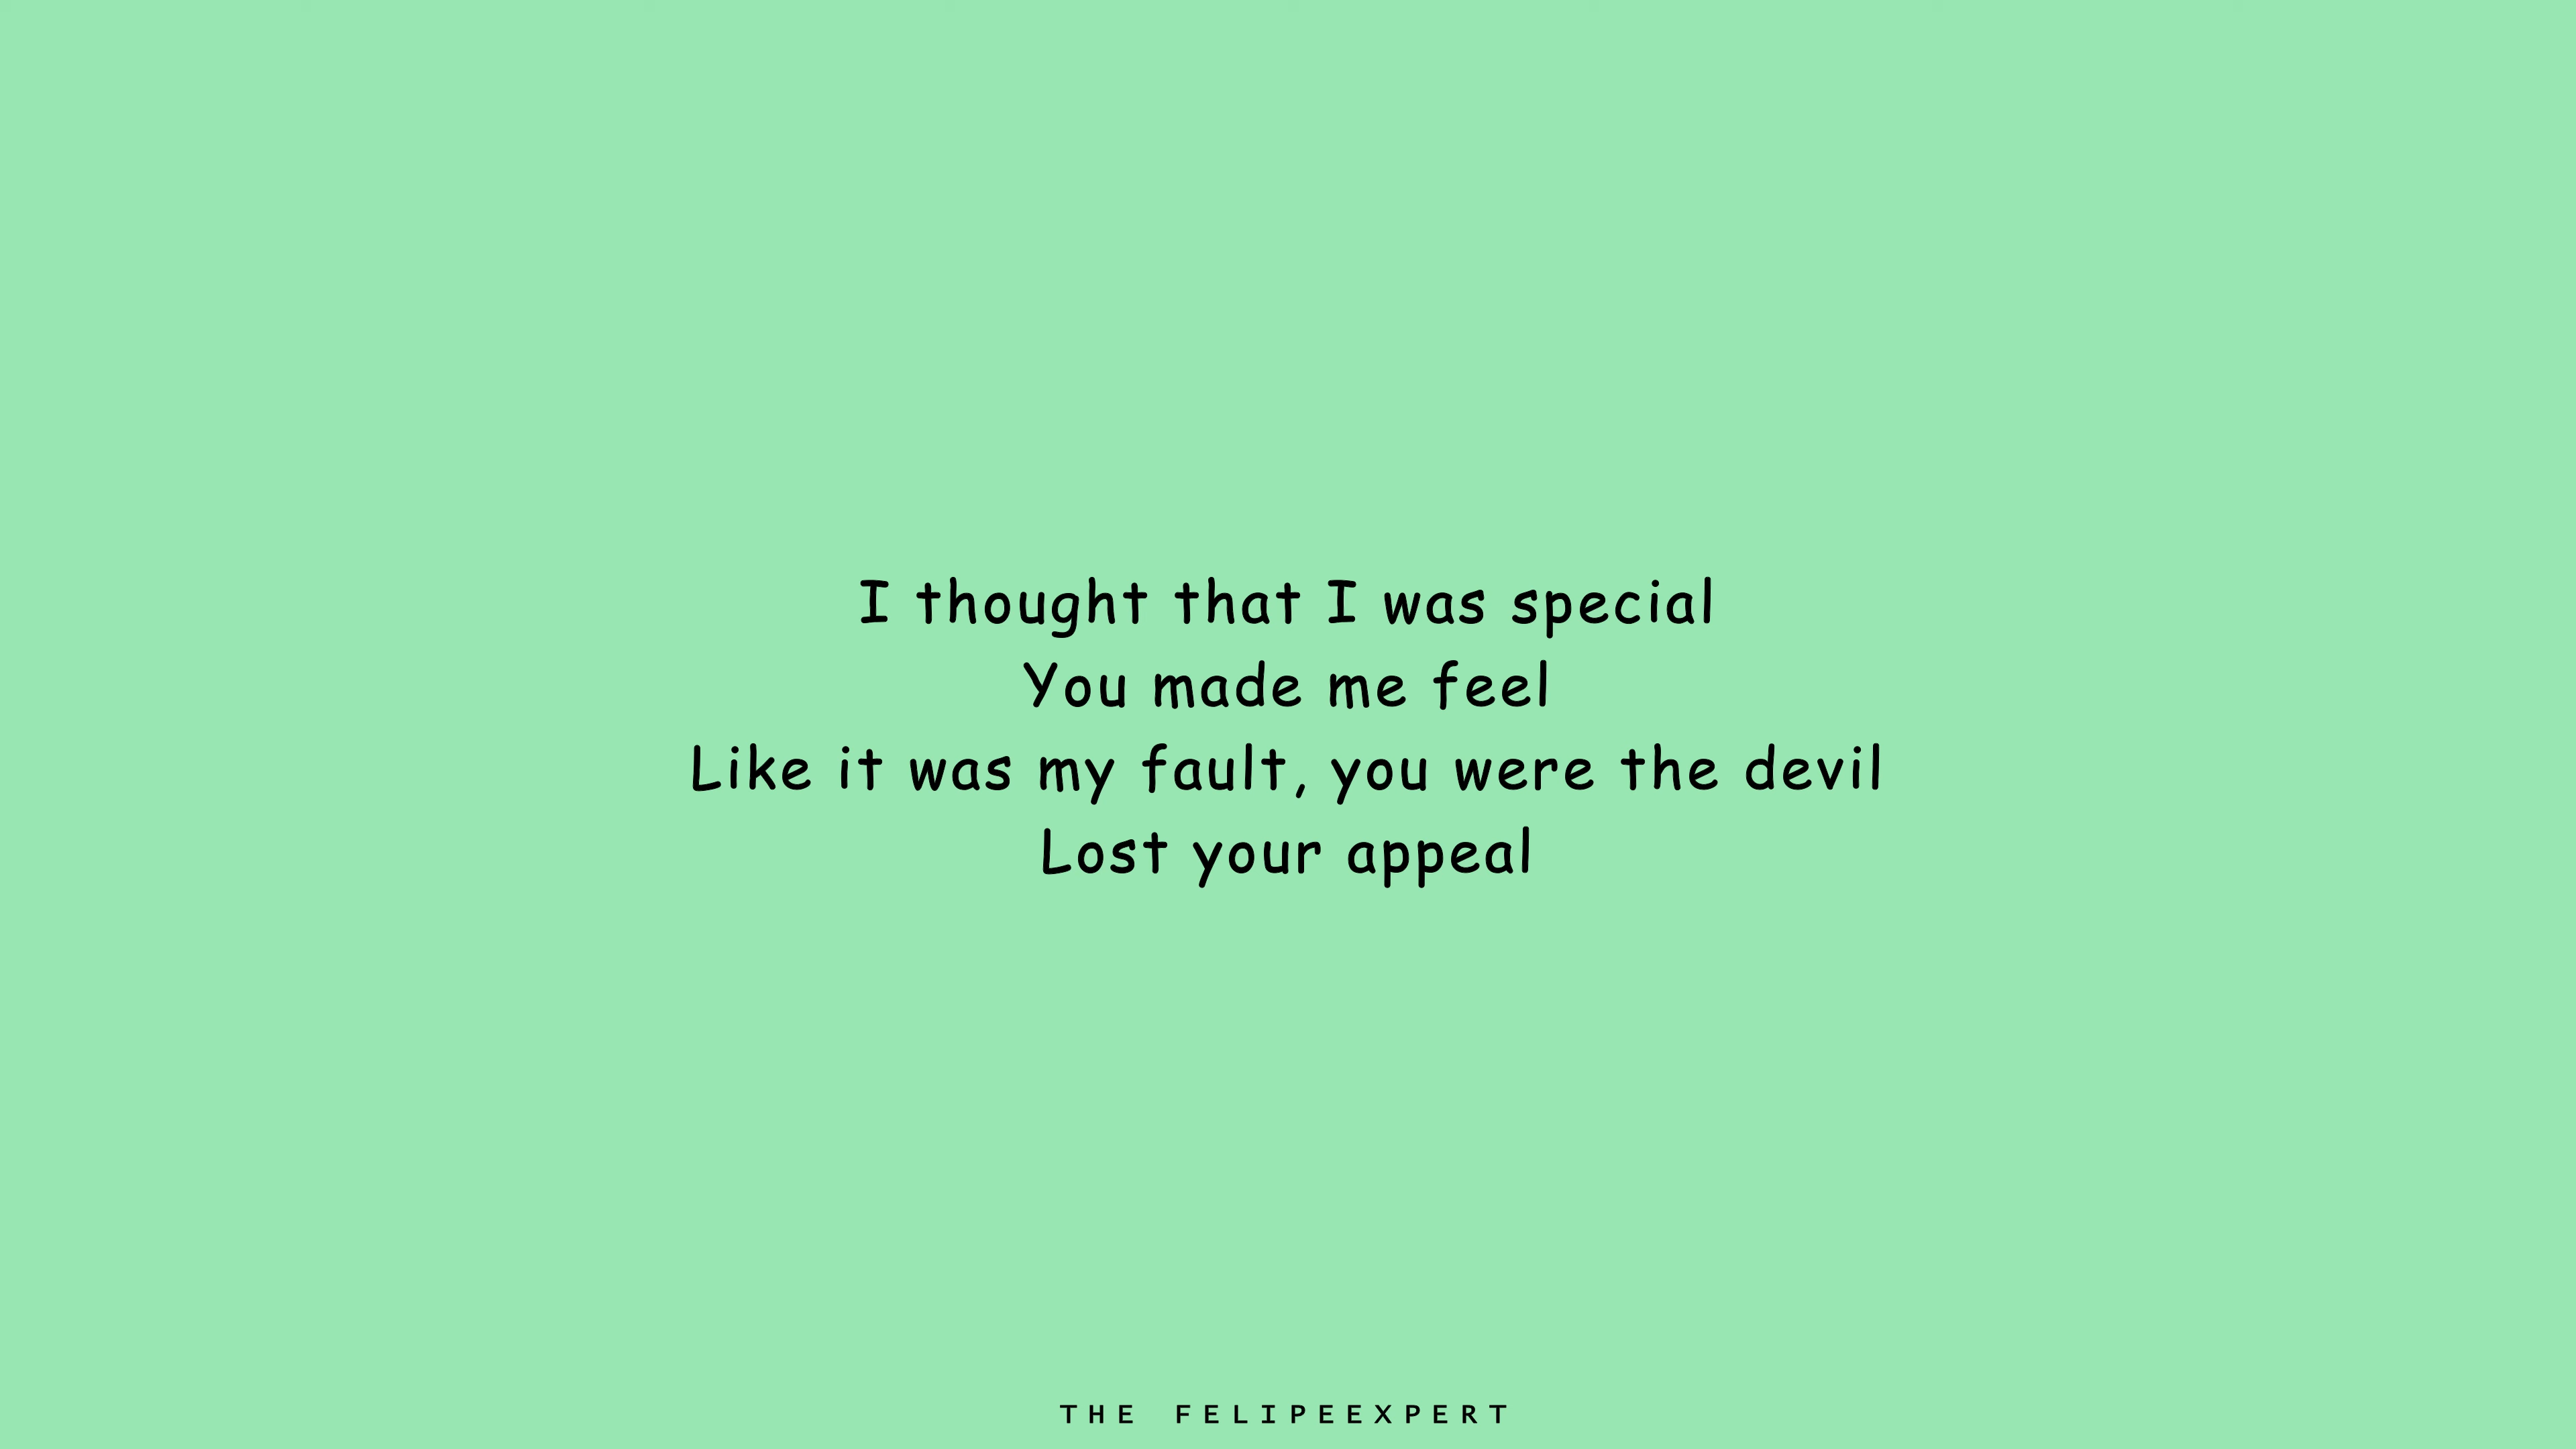 I thought that I was special
You made me feel
Like it was my fault, you were the devil
Lost your appeal
THE FELIPEEXPERT